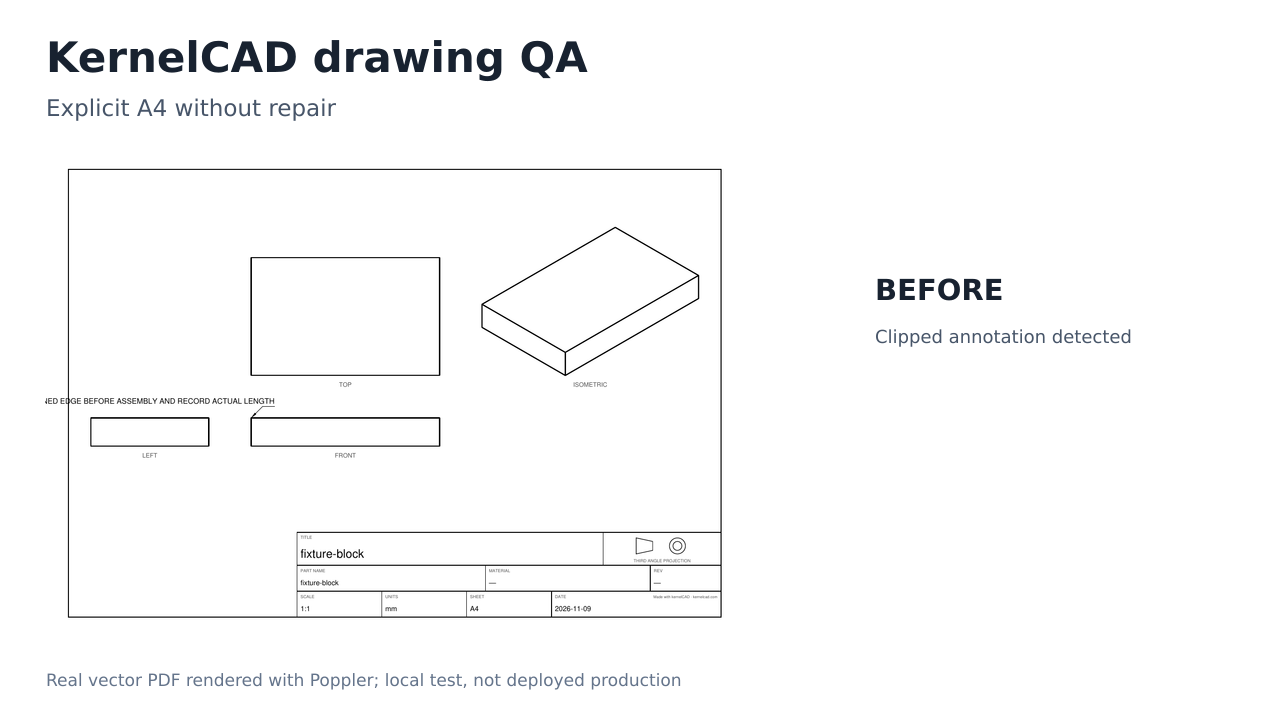 KernelCAD drawing QA
Explicit A4 without repair
TOP
ISOMETRIC
BEFORE
Clipped annotation detected
EDGE BEFORE ASSEMBLY AND RECORD ACTUAL LENGTH
LEFT
FRONT
TITLE
fixture-block
THIRD ANGLE PROJECTION
PART NAME
fixture-block
MATERIAL
—
REV
—
SCALE
1:1
UNITS
mm
SHEET
A4
DATE
2026-11-09
Made with kernelCAD · kernelcad.com
Real vector PDF rendered with Poppler; local test, not deployed production